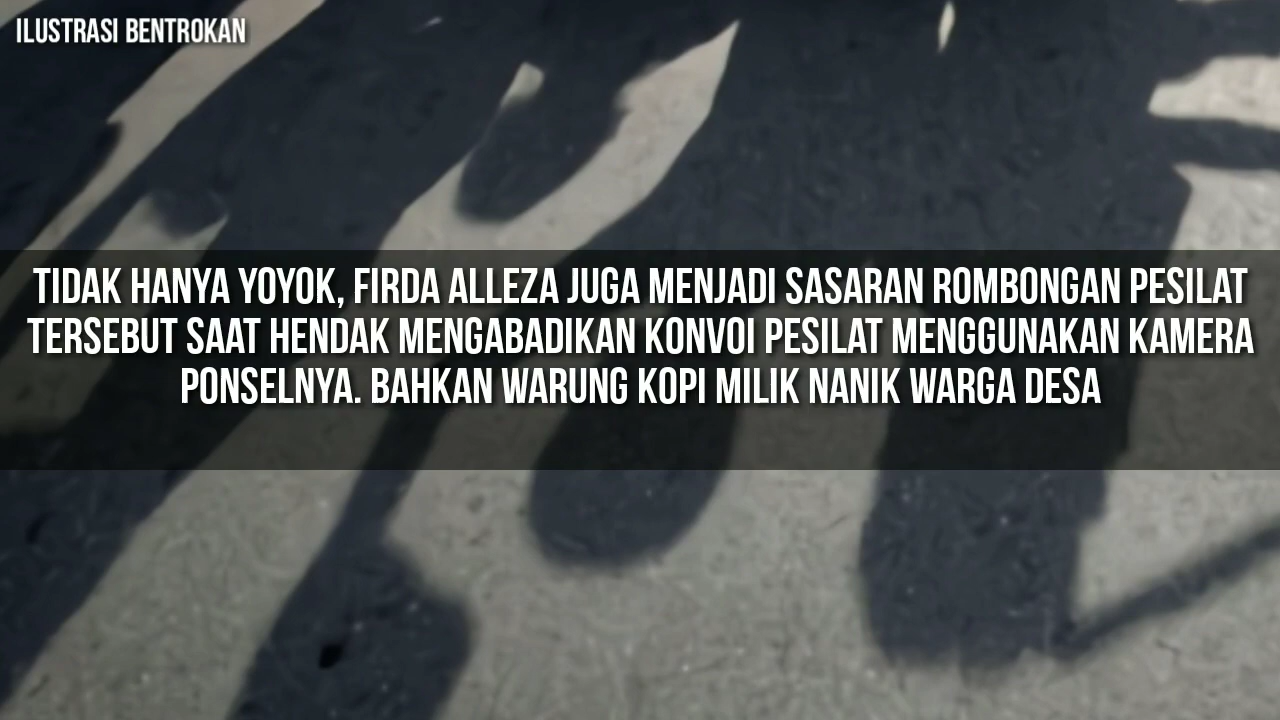 ILUSTRASI BENTROKAN
TIDAK HANYA YOYOK, FIRDA ALLEZA JUGA MENJADI SASARAN ROMBONGAN PESILAT
TERSEBUT SAAT HENDAK MENGABADIKAN KONVOI PESILAT MENGGUNAKAN KAMERA
PONSELNYA. BAHKAN WARUNG KOPI MILIK NANIK WARGA DESA